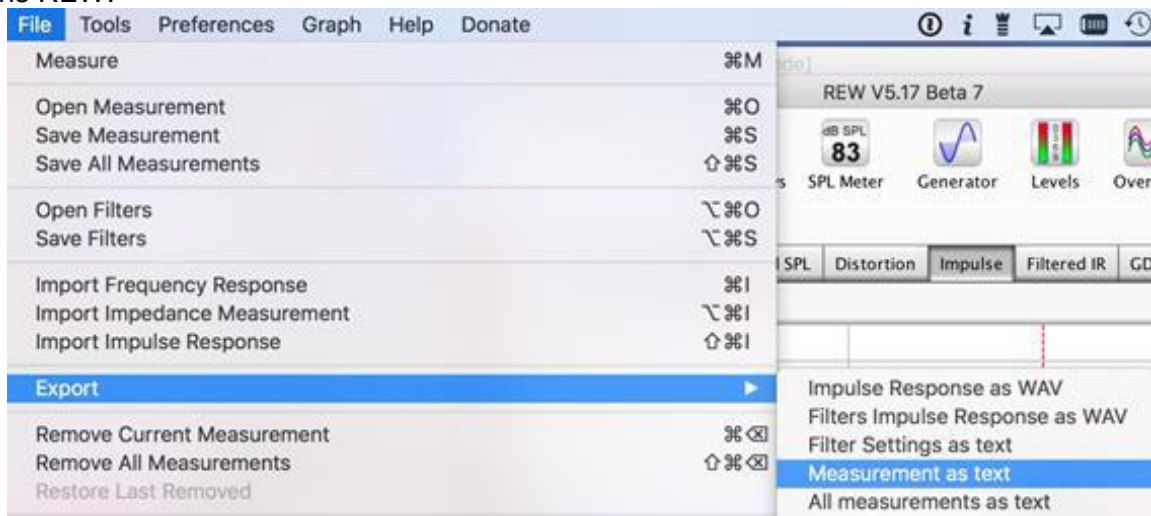 File Tools Preferences Graph Help Donate
Measure ⌘M
REW V5.17 Beta 7
Open Measurement ⌘O
Save Measurement ⌘S
Save All Measurements ⇧⌘S
dB SPL
83
SPL Meter Generator Levels
Open Filters ⌥⌘O
Save Filters ⌥⌘S
SPL Distortion Impulse Filtered IR
Import Frequency Response ⌘I
Import Impedance Measurement ⌥⌘I
Import Impulse Response ⇧⌘I
Export ▶
Impulse Response as WAV
Filters Impulse Response as WAV
Filter Settings as text
Measurement as text
All measurements as text
Remove Current Measurement ⌘⌫
Remove All Measurements ⇧⌘⌫
Restore Last Removed